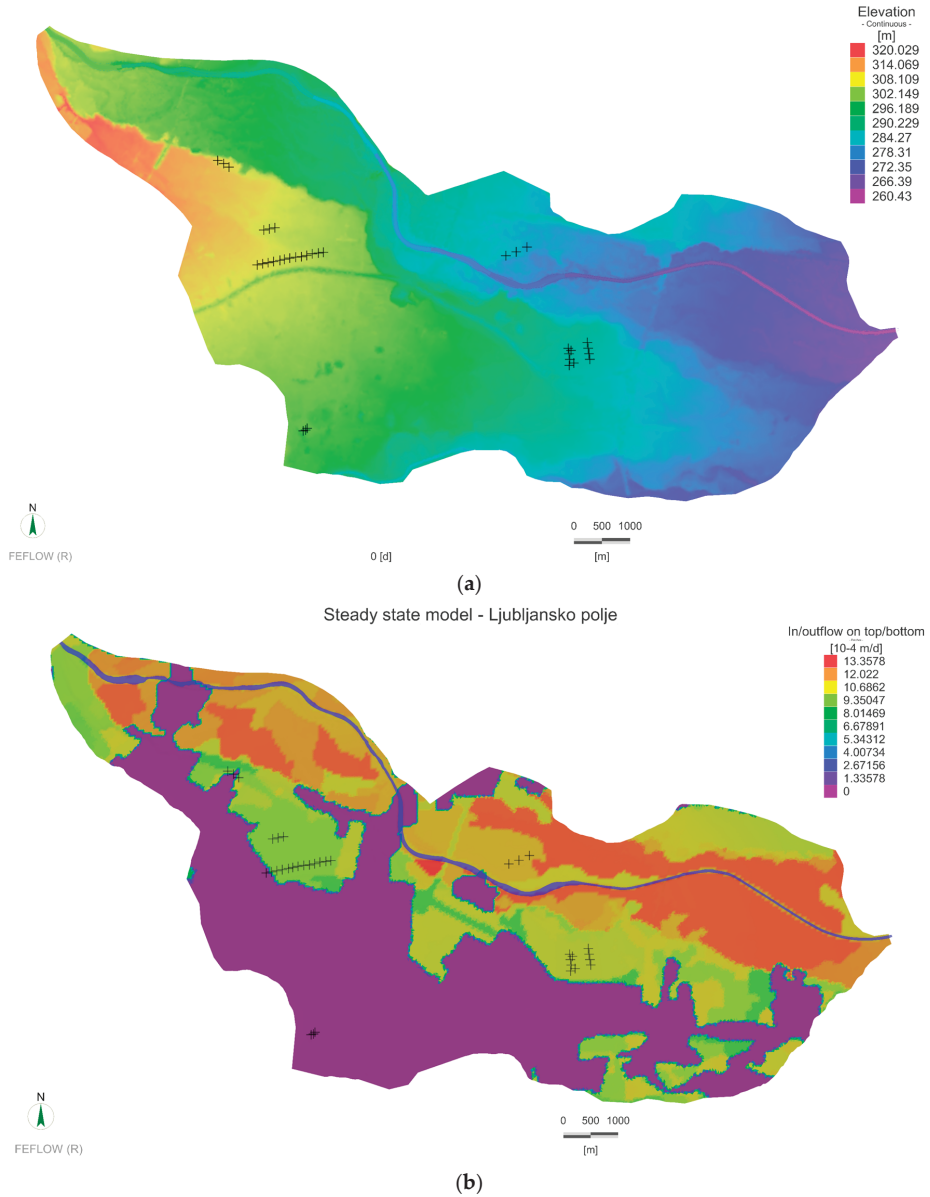 Elevation
- Continuous -
[m]
320.029
314.069
308.109
302.149
296.189
290.229
284.27
278.31
272.35
266.39
260.43
N
FEFLOW (R)
0 [d]
0 500 1000
[m]
(a)
Steady state model - Ljubljansko polje
In/outflow on top/bottom
[10-4 m/d]
13.3578
12.022
10.6862
9.35047
8.01469
6.67891
5.34312
4.00734
2.67156
1.33578
0
N
FEFLOW (R)
0 500 1000
[m]
(b)